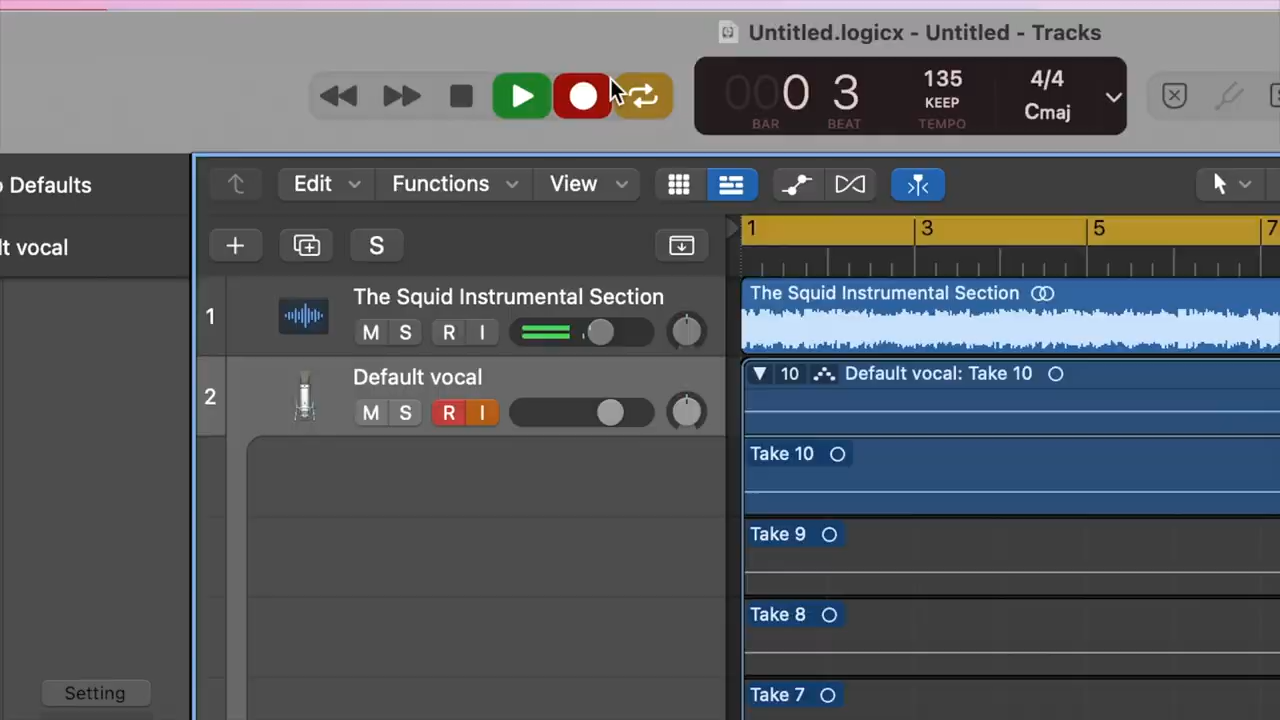 Untitled.logicx - Untitled - Tracks
000 3
BAR BEAT
135
KEEP
TEMPO
4/4
Cmaj
Defaults
lt vocal
Edit Functions View
S
1 3 5 7
1
The Squid Instrumental Section
M S R I
The Squid Instrumental Section
2
Default vocal
M S R I
10 Default vocal: Take 10
Take 10
Take 9
Take 8
Take 7
Setting